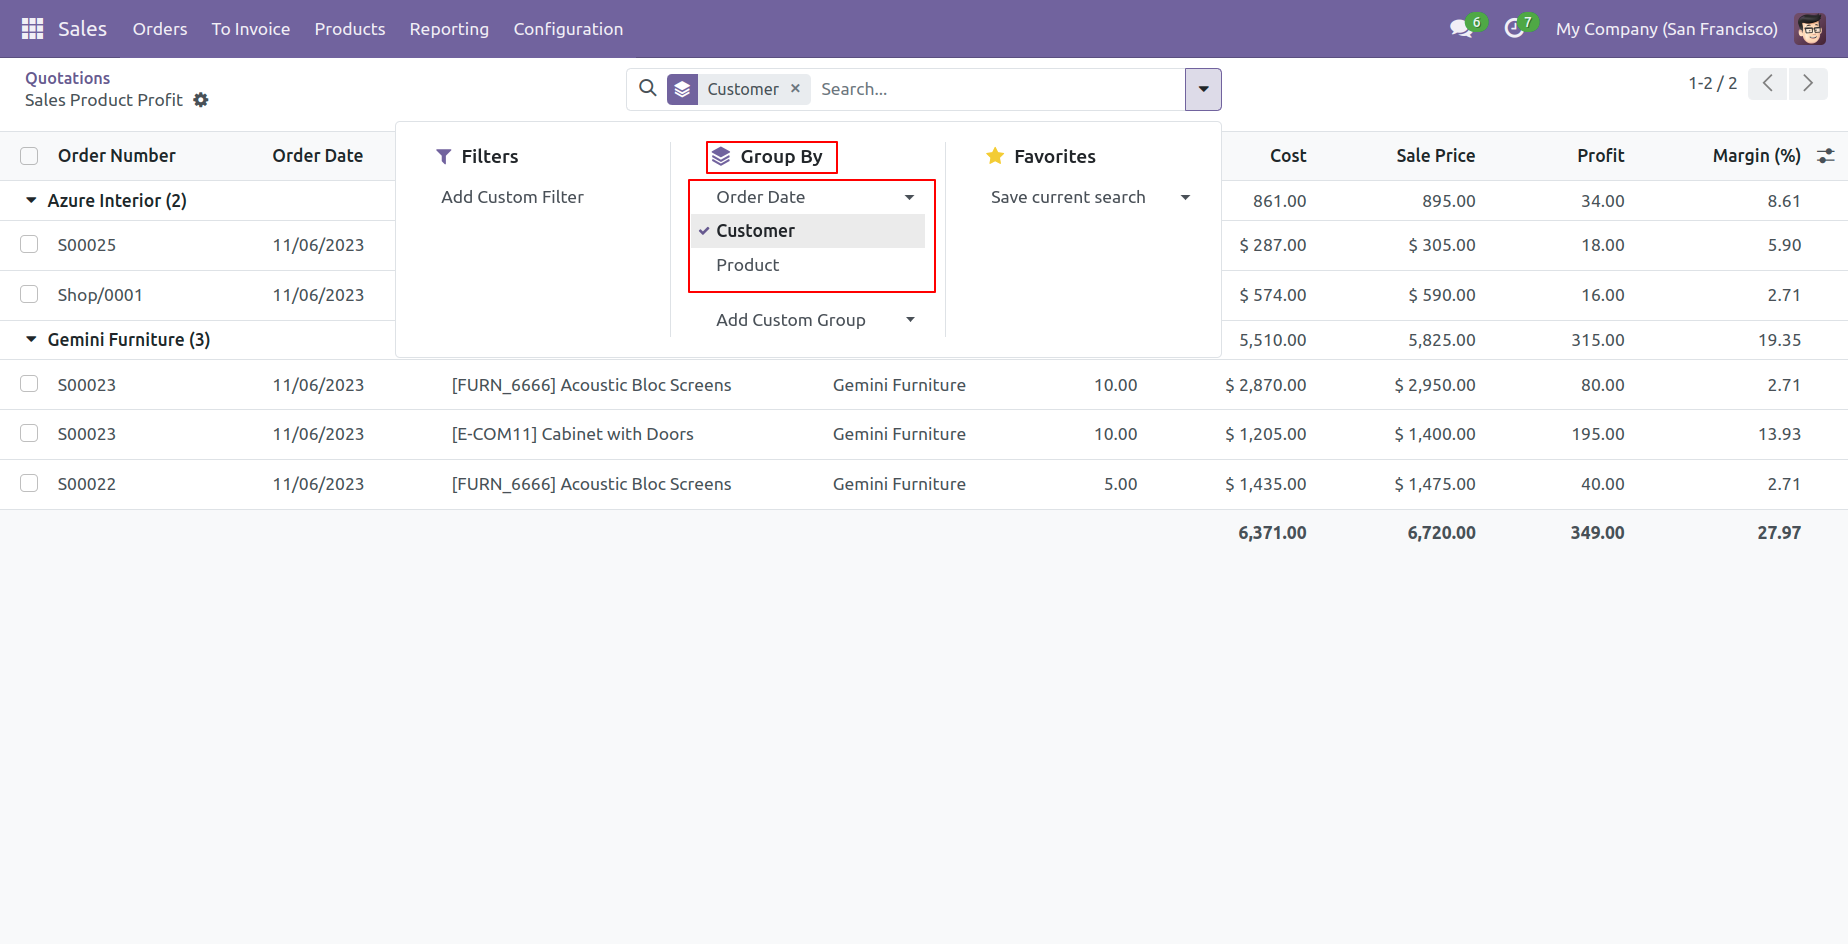 Sales Orders To Invoice Products Reporting Configuration 6 7 My Company (San Francisco)
Quotations
Sales Product Profit
Customer × Search...
1-2 / 2
Order Number Order Date Cost Sale Price Profit Margin (%)
Filters
Add Custom Filter
Group By
Order Date
Customer
Product
Add Custom Group
Favorites
Save current search
Azure Interior (2) 861.00 895.00 34.00 8.61
S00025 11/06/2023 $ 287.00 $ 305.00 18.00 5.90
Shop/0001 11/06/2023 $ 574.00 $ 590.00 16.00 2.71
Gemini Furniture (3) 5,510.00 5,825.00 315.00 19.35
S00023 11/06/2023 [FURN_6666] Acoustic Bloc Screens Gemini Furniture 10.00 $ 2,870.00 $ 2,950.00 80.00 2.71
S00023 11/06/2023 [E-COM11] Cabinet with Doors Gemini Furniture 10.00 $ 1,205.00 $ 1,400.00 195.00 13.93
S00022 11/06/2023 [FURN_6666] Acoustic Bloc Screens Gemini Furniture 5.00 $ 1,435.00 $ 1,475.00 40.00 2.71
6,371.00 6,720.00 349.00 27.97